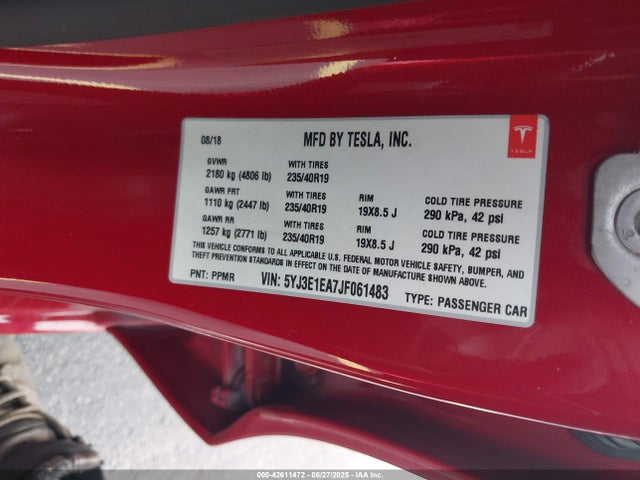 08/18 MFD BY TESLA, INC.
TESLA
GVWR WITH TIRES
2180 kg (4806 lb) 235/40R19
GAWR FRT WITH TIRES RIM COLD TIRE PRESSURE
1110 kg (2447 lb) 235/40R19 19X8.5 J 290 kPa, 42 psi
GAWR RR WITH TIRES RIM COLD TIRE PRESSURE
1257 kg (2771 lb) 235/40R19 19X8.5 J 290 kPa, 42 psi
THIS VEHICLE CONFORMS TO ALL APPLICABLE U.S. FEDERAL MOTOR VEHICLE SAFETY, BUMPER, AND
THEFT PREVENTION STANDARDS IN EFFECT ON THE DATE OF MANUFACTURE SHOWN ABOVE.
PNT: PPMR VIN: 5YJ3E1EA7JF061483 TYPE: PASSENGER CAR
000-42611472 - 06/27/2025 - IAAC